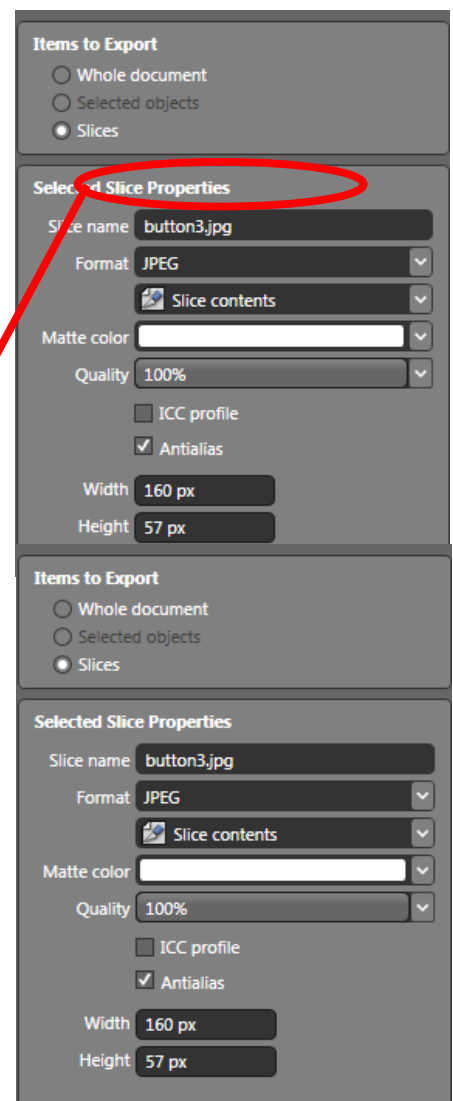 Items to Export
Whole document
Selected objects
Slices
Selected Slice Properties
Slice name button3.jpg
Format JPEG
Slice contents
Matte color
Quality 100%
ICC profile
Antialias
Width 160 px
Height 57 px
Items to Export
Whole document
Selected objects
Slices
Selected Slice Properties
Slice name button3.jpg
Format JPEG
Slice contents
Matte color
Quality 100%
ICC profile
Antialias
Width 160 px
Height 57 px